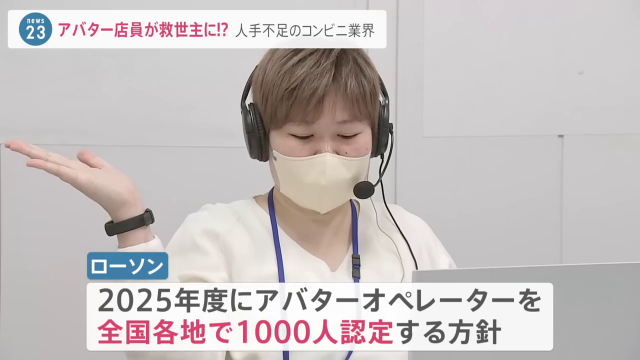 news
23
アバター店員が救世主に!? 人手不足のコンビニ業界
ローソン
2025年度にアバターオペレーターを
全国各地で1000人認定する方針